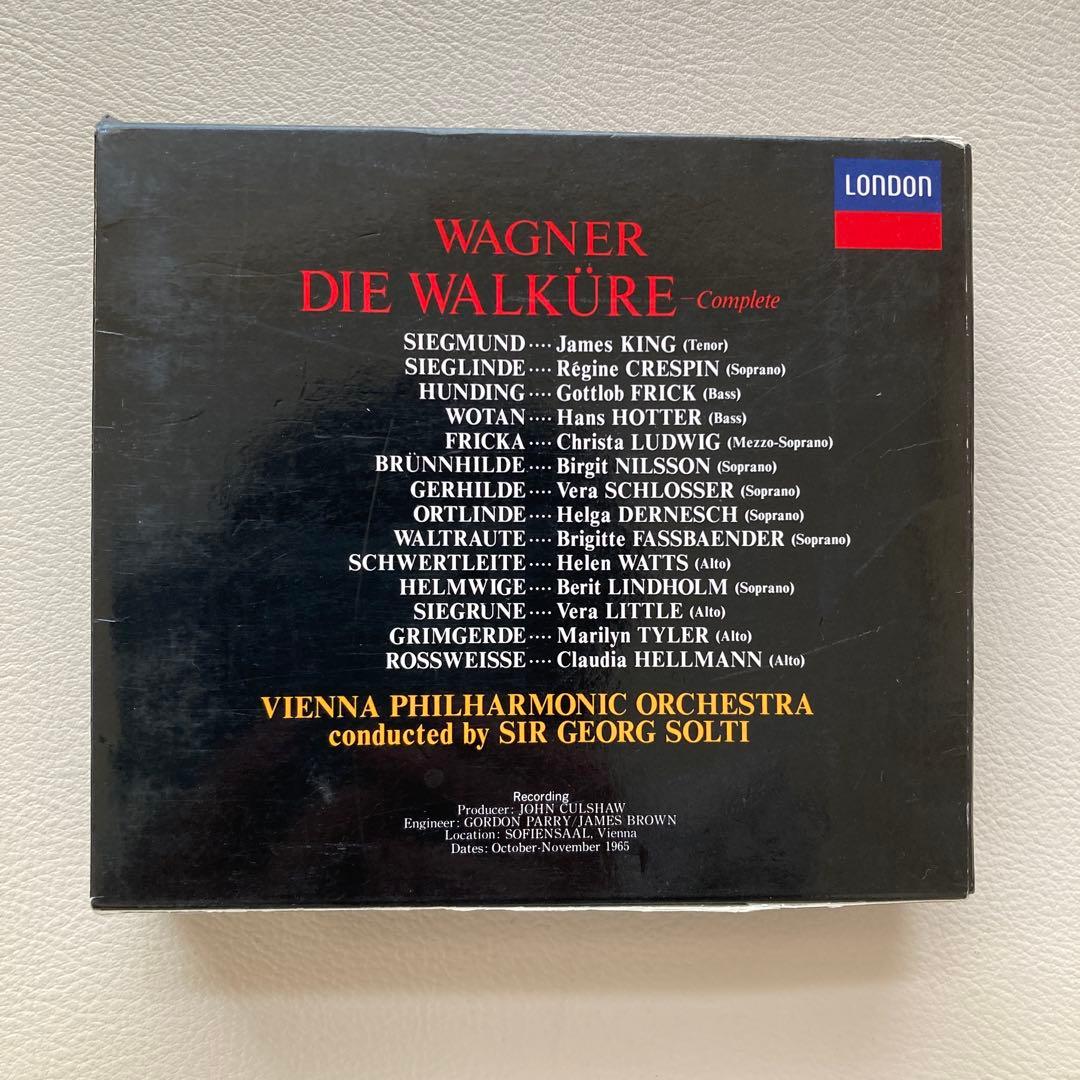 LONDON
WAGNER
DIE WALKÜRE–Complete
SIEGMUND････James KING (Tenor)
SIEGLINDE････Régine CRESPIN (Soprano)
HUNDING････Gottlob FRICK (Bass)
WOTAN････Hans HOTTER (Bass)
FRICKA････Christa LUDWIG (Mezzo-Soprano)
BRÜNNHILDE････Birgit NILSSON (Soprano)
GERHILDE････Vera SCHLOSSER (Soprano)
ORTLINDE････Helga DERNESCH (Soprano)
WALTRAUTE････Brigitte FASSBAENDER (Soprano)
SCHWERTLEITE････Helen WATTS (Alto)
HELMWIGE････Berit LINDHOLM (Soprano)
SIEGRUNE････Vera LITTLE (Alto)
GRIMGERDE････Marilyn TYLER (Alto)
ROSSWEISSE････Claudia HELLMANN (Alto)
VIENNA PHILHARMONIC ORCHESTRA
conducted by SIR GEORG SOLTI
Recording
Producer: JOHN CULSHAW
Engineer: GORDON PARRY/JAMES BROWN
Location: SOFIENSAAL, Vienna
Dates: October-November 1965